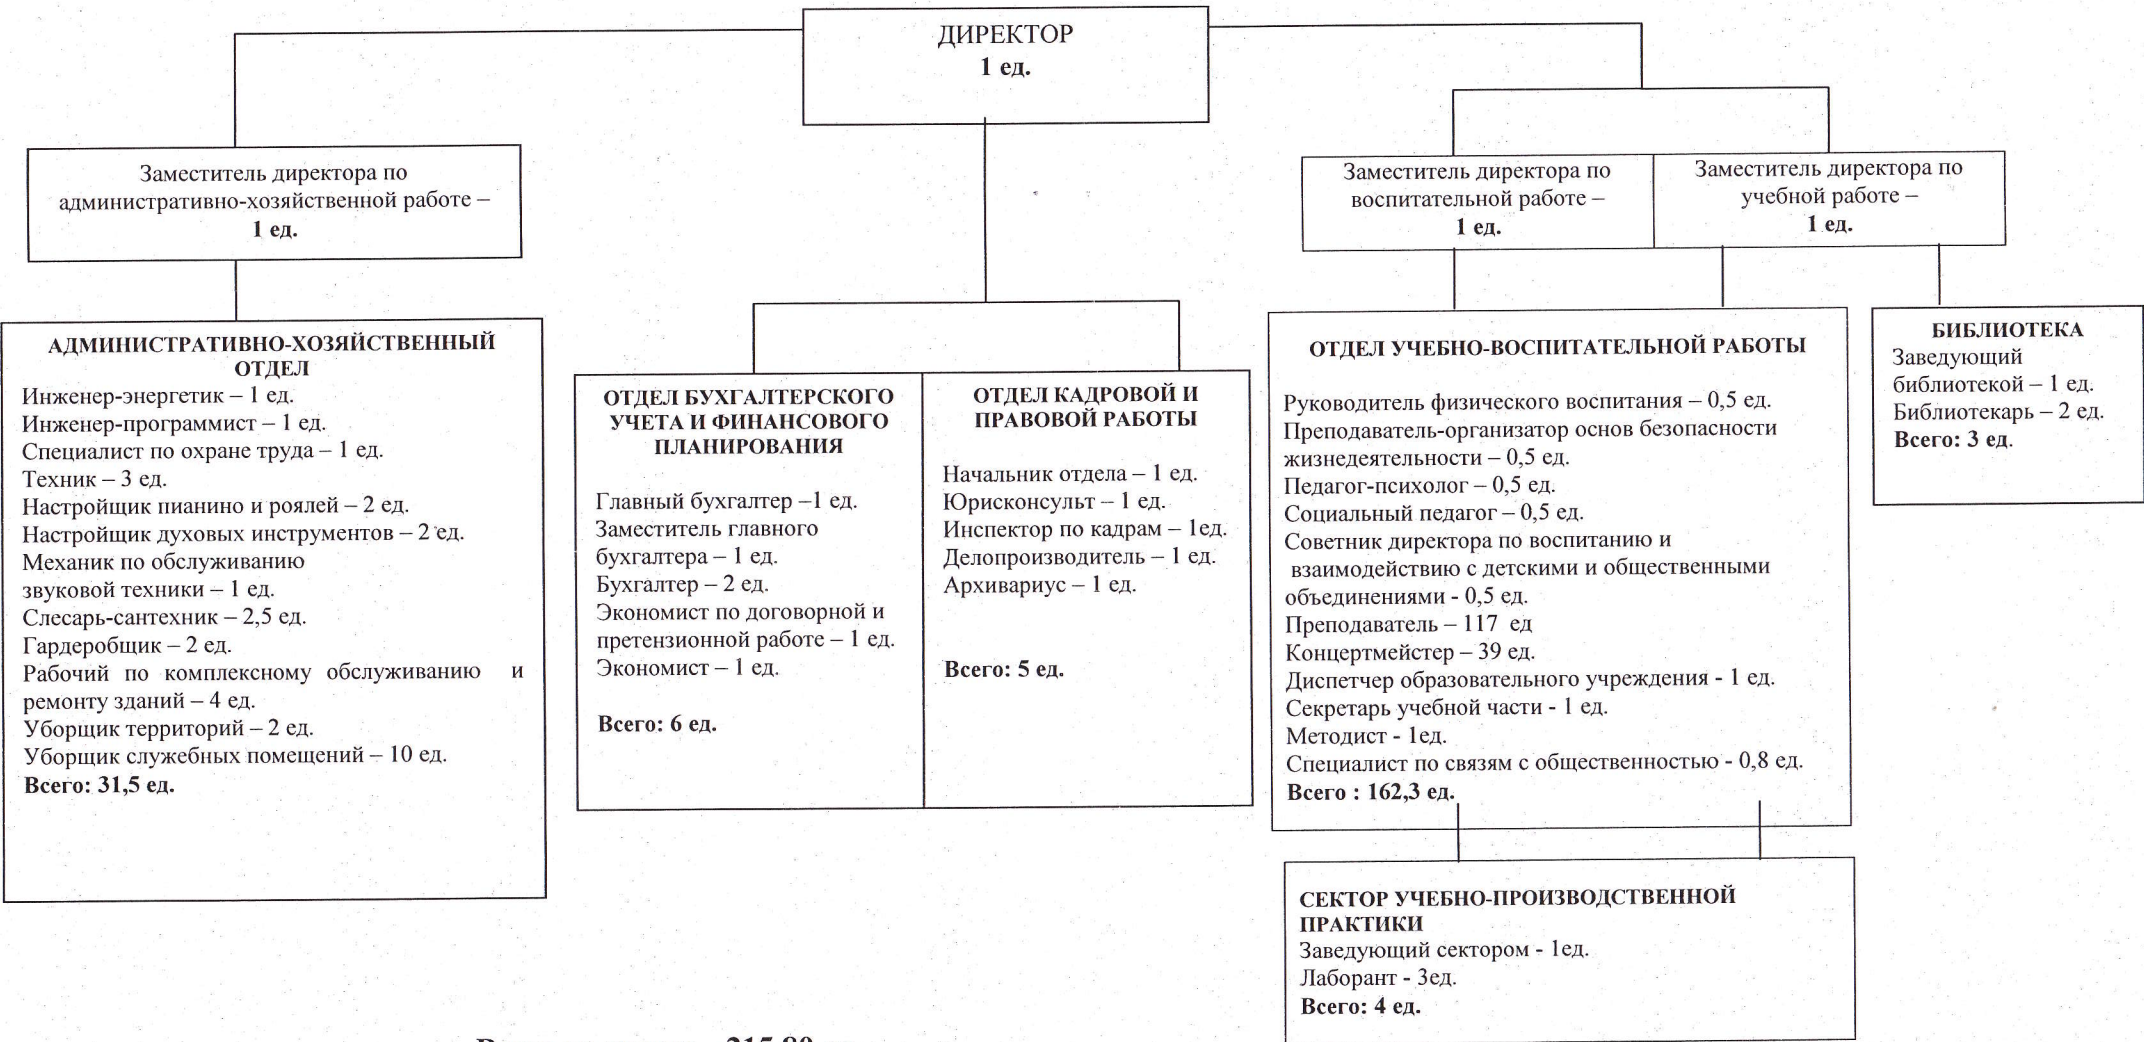 ДИРЕКТОР
1 ед.
Заместитель директора по
административно-хозяйственной работе –
1 ед.
Заместитель директора по
воспитательной работе –
1 ед.
Заместитель директора по
учебной работе –
1 ед.
АДМИНИСТРАТИВНО-ХОЗЯЙСТВЕННЫЙ
ОТДЕЛ
Инженер-энергетик – 1 ед.
Инженер-программист – 1 ед.
Специалист по охране труда – 1 ед.
Техник – 3 ед.
Настройщик пианино и роялей – 2 ед.
Настройщик духовых инструментов – 2 ед.
Механик по обслуживанию
звуковой техники – 1 ед.
Слесарь-сантехник – 2,5 ед.
Гардеробщик – 2 ед.
Рабочий по комплексному обслуживанию и
ремонту зданий – 4 ед.
Уборщик территорий – 2 ед.
Уборщик служебных помещений – 10 ед.
Всего: 31,5 ед.
ОТДЕЛ БУХГАЛТЕРСКОГО
УЧЕТА И ФИНАНСОВОГО
ПЛАНИРОВАНИЯ
Главный бухгалтер –1 ед.
Заместитель главного
бухгалтера – 1 ед.
Бухгалтер – 2 ед.
Экономист по договорной и
претензионной работе – 1 ед.
Экономист – 1 ед.
Всего: 6 ед.
ОТДЕЛ КАДРОВОЙ И
ПРАВОВОЙ РАБОТЫ
Начальник отдела – 1 ед.
Юрисконсульт – 1 ед.
Инспектор по кадрам – 1ед.
Делопроизводитель – 1 ед.
Архивариус – 1 ед.
Всего: 5 ед.
ОТДЕЛ УЧЕБНО-ВОСПИТАТЕЛЬНОЙ РАБОТЫ
Руководитель физического воспитания – 0,5 ед.
Преподаватель-организатор основ безопасности
жизнедеятельности – 0,5 ед.
Педагог-психолог – 0,5 ед.
Социальный педагог – 0,5 ед.
Советник директора по воспитанию и
взаимодействию с детскими и общественными
объединениями - 0,5 ед.
Преподаватель – 117 ед
Концертмейстер – 39 ед.
Диспетчер образовательного учреждения - 1 ед.
Секретарь учебной части - 1 ед.
Методист - 1ед.
Специалист по связям с общественностью - 0,8 ед.
Всего : 162,3 ед.
БИБЛИОТЕКА
Заведующий
библиотекой – 1 ед.
Библиотекарь – 2 ед.
Всего: 3 ед.
СЕКТОР УЧЕБНО-ПРОИЗВОДСТВЕННОЙ
ПРАКТИКИ
Заведующий сектором - 1ед.
Лаборант - 3ед.
Всего: 4 ед.